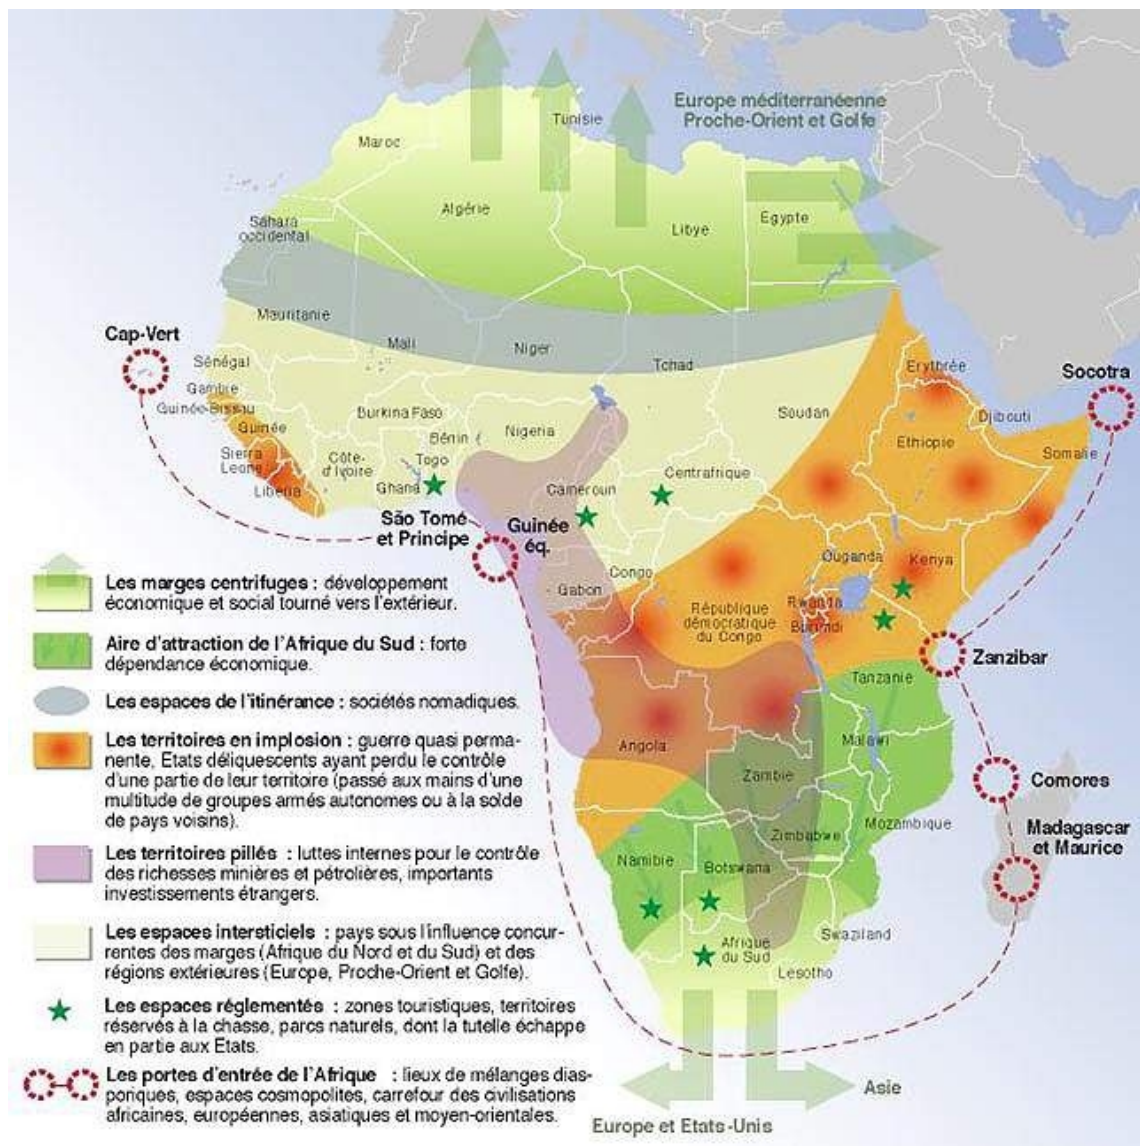 Europe méditerranéenne
Proche-Orient et Golfe
Tunisie
Maroc
Algérie
Libye
Egypte
Sahara
occidental
Mauritanie
Mali
Niger
Tchad
Cap-Vert
Sénégal
Gambie
Guinée-Bissau
Guinée
Sierra
Leone
Liberia
Burkina Faso
Côte-
d'Ivoire
Ghana
Togo
Bénin
Nigeria
Cameroun
Centrafrique
Soudan
Erythrée
Djibouti
Ethiopie
Somalie
Socotra
São Tomé
et Principe
Guinée
éq.
Gabon
Congo
République
démocratique
du Congo
Ouganda
Kenya
Rwanda
Burundi
Tanzanie
Zanzibar
Angola
Zambie
Malawi
Mozambique
Zimbabwe
Namibie
Botswana
Comores
Madagascar
et Maurice
Afrique
du Sud
Swaziland
Lesotho
Asie
Europe et Etats-Unis
Les marges centrifuges : développement
économique et social tourné vers l'extérieur.
Aire d'attraction de l'Afrique du Sud : forte
dépendance économique.
Les espaces de l'itinérance : sociétés nomadiques.
Les territoires en implosion : guerre quasi perma-
nente, Etats déliquescents ayant perdu le contrôle
d'une partie de leur territoire (passé aux mains d'une
multitude de groupes armés autonomes ou à la solde
de pays voisins).
Les territoires pillés : luttes internes pour le contrôle
des richesses minières et pétrolières, importants
investissements étrangers.
Les espaces intersticiels : pays sous l'influence concur-
rentes des marges (Afrique du Nord et du Sud) et des
régions extérieures (Europe, Proche-Orient et Golfe).
Les espaces réglementés : zones touristiques, territoires
réservés à la chasse, parcs naturels, dont la tutelle échappe
en partie aux Etats.
Les portes d'entrée de l'Afrique : lieux de mélanges dias-
poriques, espaces cosmopolites, carrefour des civilisations
africaines, européennes, asiatiques et moyen-orientales.